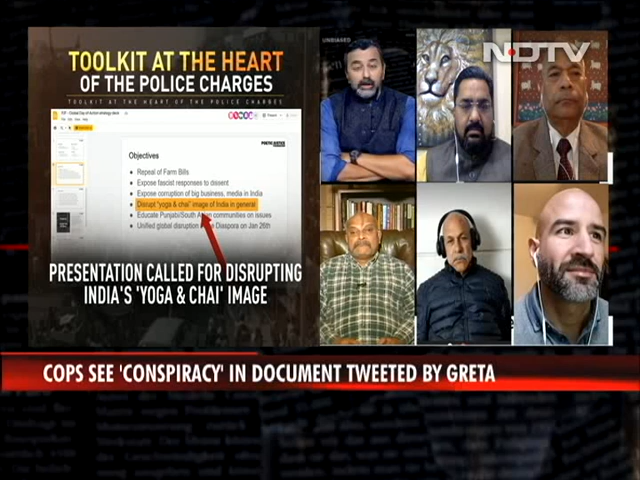 TOOLKIT AT THE HEART
OF THE POLICE CHARGES
TOOLKIT AT THE HEART OF THE POLICE CHARGES
Objectives
Repeal of Farm Bills
Expose fascist responses to dissent
Expose corruption of big business, media in India
Disrupt "yoga & chai" image of India in general
Educate Punjabi/South Asian communities on issues
Unified global disruption Diaspora on Jan 26th
PRESENTATION CALLED FOR DISRUPTING
INDIA'S 'YOGA & CHAI' IMAGE
UNBIASED
NDTV
COPS SEE 'CONSPIRACY' IN DOCUMENT TWEETED BY GRETA